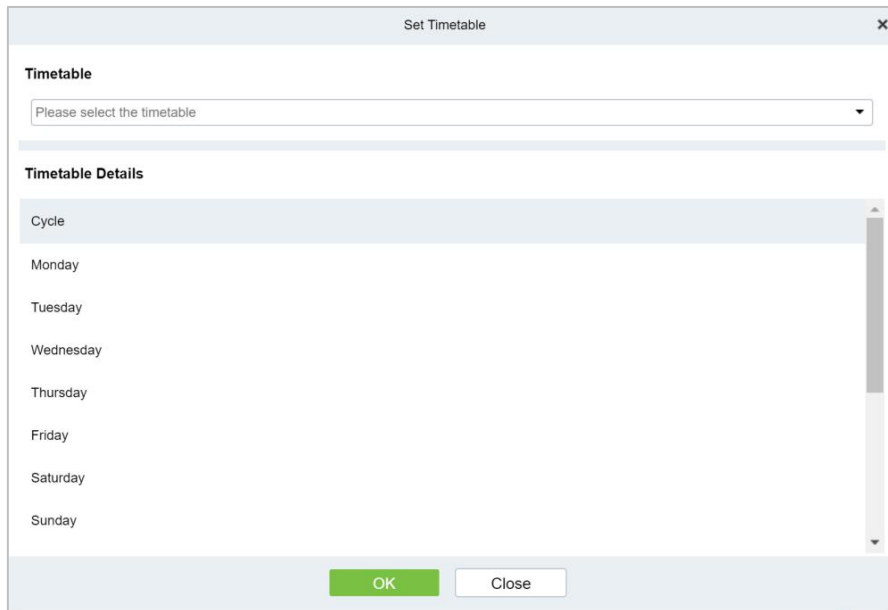 Set Timetable
Timetable
Please select the timetable
Timetable Details
Cycle
Monday
Tuesday
Wednesday
Thursday
Friday
Saturday
Sunday
OK Close